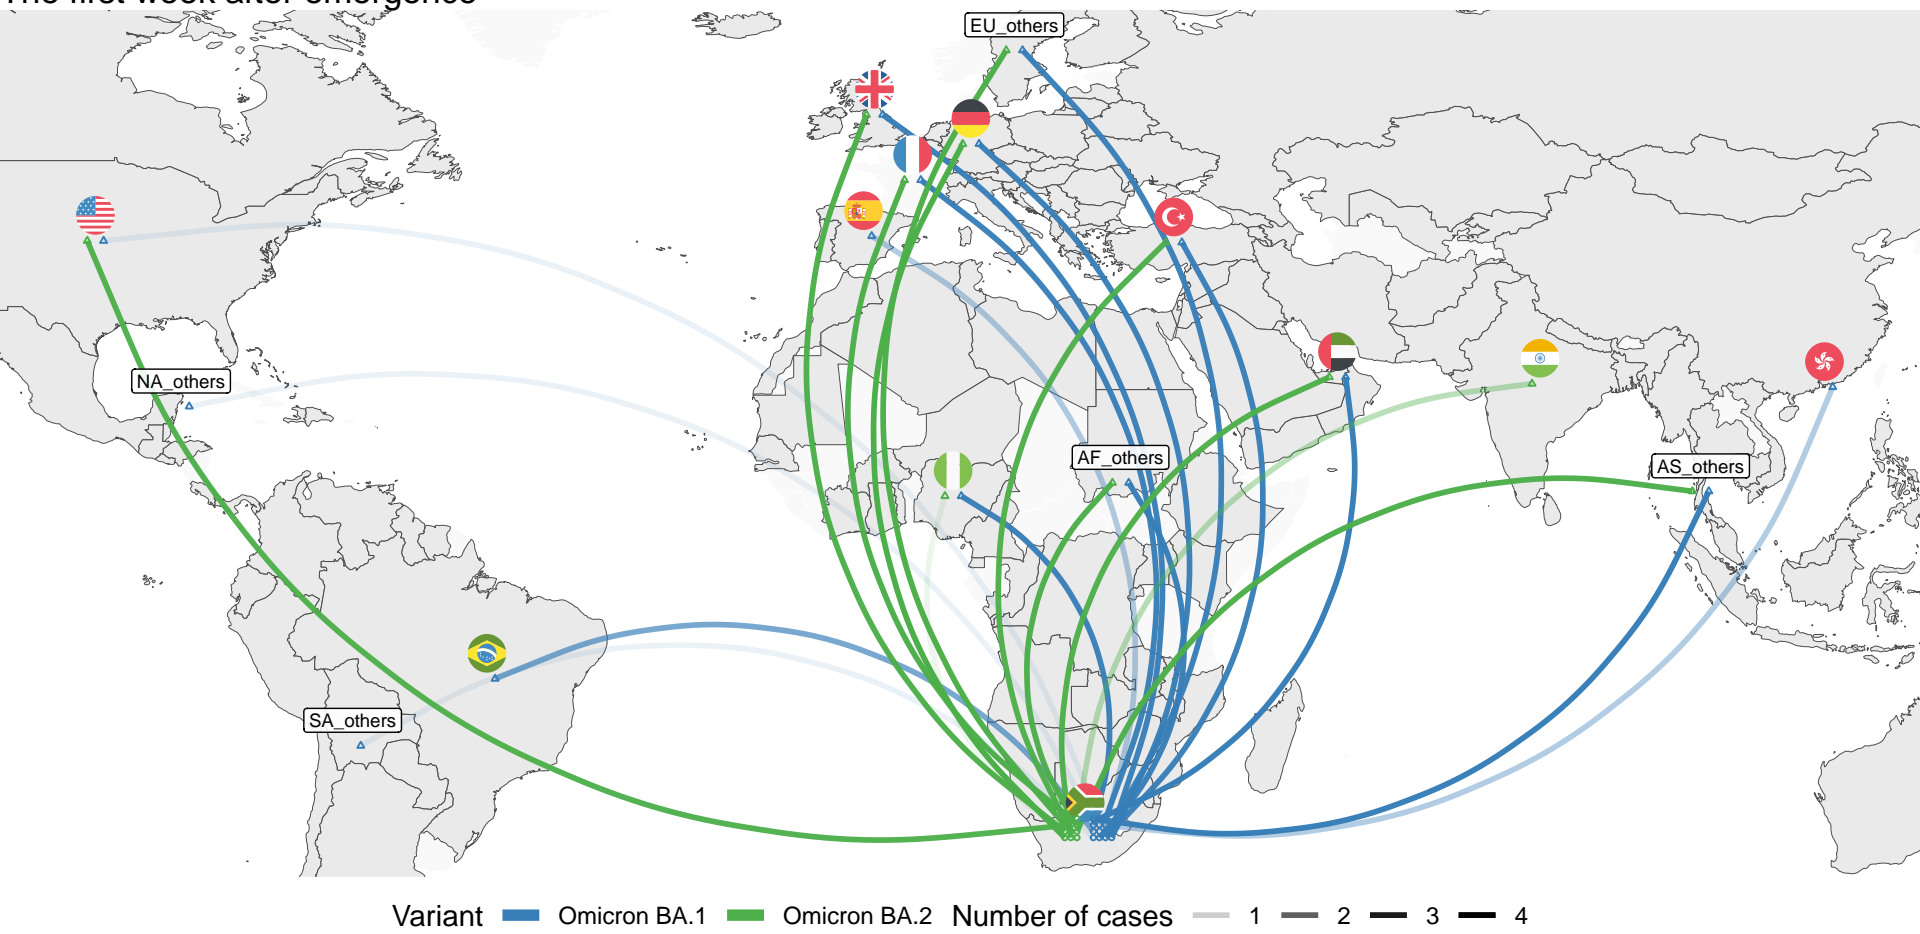 The first week after emergence
EU_others
NA_others
AF_others
AS_others
SA_others
Variant Omicron BA.1 Omicron BA.2 Number of cases 1 2 3 4